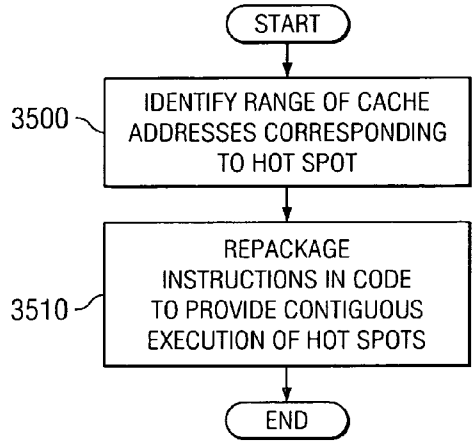 START
3500
IDENTIFY RANGE OF CACHE
ADDRESSES CORRESPONDING
TO HOT SPOT
REPACKAGE
INSTRUCTIONS IN CODE
3510
TO PROVIDE CONTIGUOUS
EXECUTION OF HOT SPOTS
END